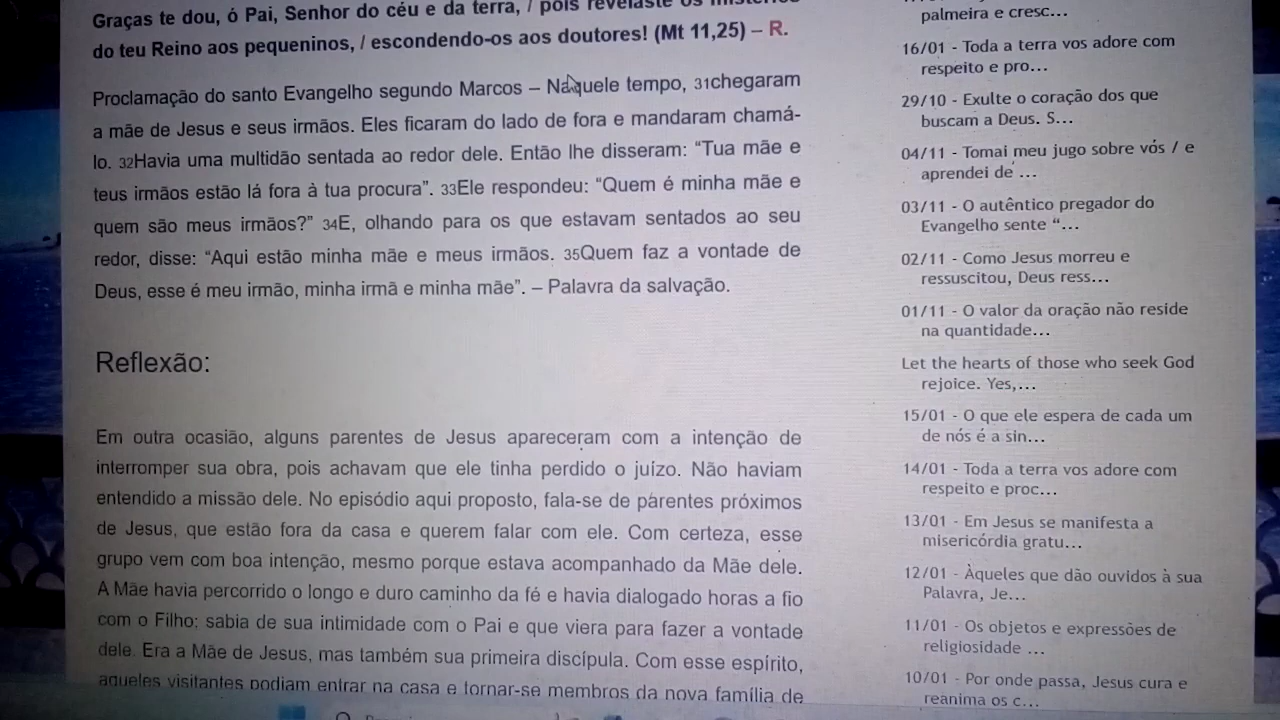 Graças te dou, ó Pai, Senhor do céu e da terra, / pois revelaste os mistérios
do teu Reino aos pequeninos, / escondendo-os aos doutores! (Mt 11,25) – R.
Proclamação do santo Evangelho segundo Marcos – Naquele tempo, 31chegaram
a mãe de Jesus e seus irmãos. Eles ficaram do lado de fora e mandaram chamá-
lo. 32Havia uma multidão sentada ao redor dele. Então lhe disseram: “Tua mãe e
teus irmãos estão lá fora à tua procura”. 33Ele respondeu: “Quem é minha mãe e
quem são meus irmãos?” 34E, olhando para os que estavam sentados ao seu
redor, disse: “Aqui estão minha mãe e meus irmãos. 35Quem faz a vontade de
Deus, esse é meu irmão, minha irmã e minha mãe”. – Palavra da salvação.
Reflexão:
Em outra ocasião, alguns parentes de Jesus apareceram com a intenção de
interromper sua obra, pois achavam que ele tinha perdido o juízo. Não haviam
entendido a missão dele. No episódio aqui proposto, fala-se de parentes próximos
de Jesus, que estão fora da casa e querem falar com ele. Com certeza, esse
grupo vem com boa intenção, mesmo porque estava acompanhado da Mãe dele.
A Mãe havia percorrido o longo e duro caminho da fé e havia dialogado horas a fio
com o Filho; sabia de sua intimidade com o Pai e que viera para fazer a vontade
dele. Era a Mãe de Jesus, mas também sua primeira discípula. Com esse espírito,
aqueles visitantes podiam entrar na casa e tornar-se membros da nova família de
palmeira e cresc...
16/01 - Toda a terra vos adore com
respeito e pro...
29/10 - Exulte o coração dos que
buscam a Deus. S...
04/11 - Tomai meu jugo sobre vós / e
aprendei de ...
03/11 - O autêntico pregador do
Evangelho sente “...
02/11 - Como Jesus morreu e
ressuscitou, Deus ress...
01/11 - O valor da oração não reside
na quantidade...
Let the hearts of those who seek God
rejoice. Yes,...
15/01 - O que ele espera de cada um
de nós é a sin...
14/01 - Toda a terra vos adore com
respeito e proc...
13/01 - Em Jesus se manifesta a
misericórdia gratu...
12/01 - Àqueles que dão ouvidos à sua
Palavra, Je...
11/01 - Os objetos e expressões de
religiosidade ...
10/01 - Por onde passa, Jesus cura e
reanima os c...